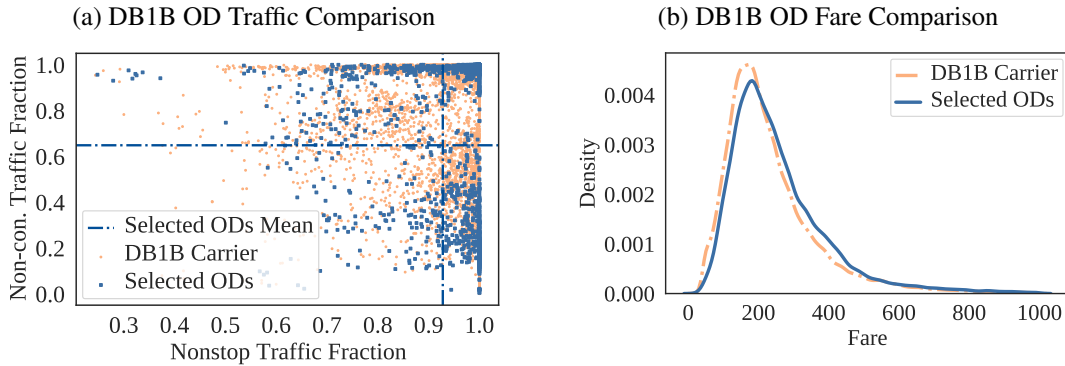 (a) DB1B OD Traffic Comparison
Non-con. Traffic Fraction
1.0
0.8
0.6
0.4
0.2
0.0
Selected ODs Mean
DB1B Carrier
Selected ODs
0.3 0.4 0.5 0.6 0.7 0.8 0.9 1.0
Nonstop Traffic Fraction
(b) DB1B OD Fare Comparison
Density
0.004
0.003
0.002
0.001
0.000
DB1B Carrier
Selected ODs
0 200 400 600 800 1000
Fare